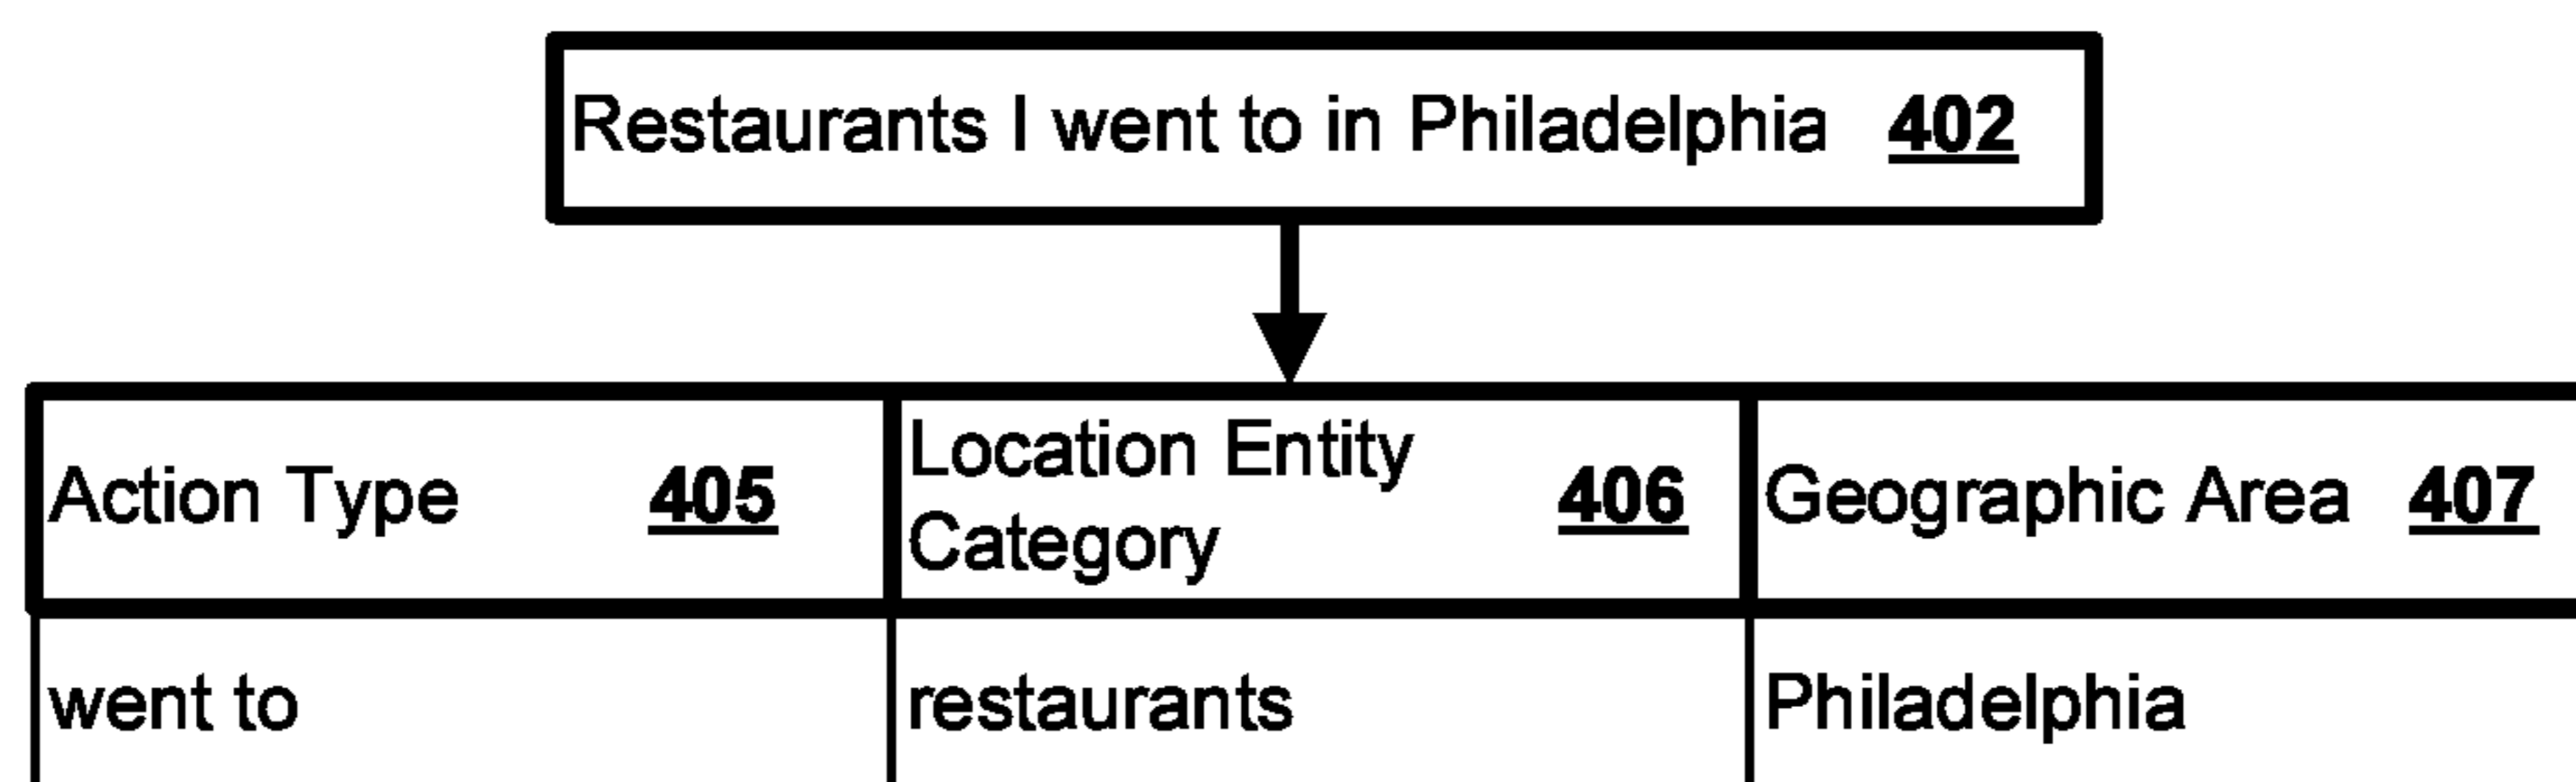 Restaurants I went to in Philadelphia 402
Action Type 405
Location Entity
Category 406
Geographic Area 407
went to
restaurants
Philadelphia